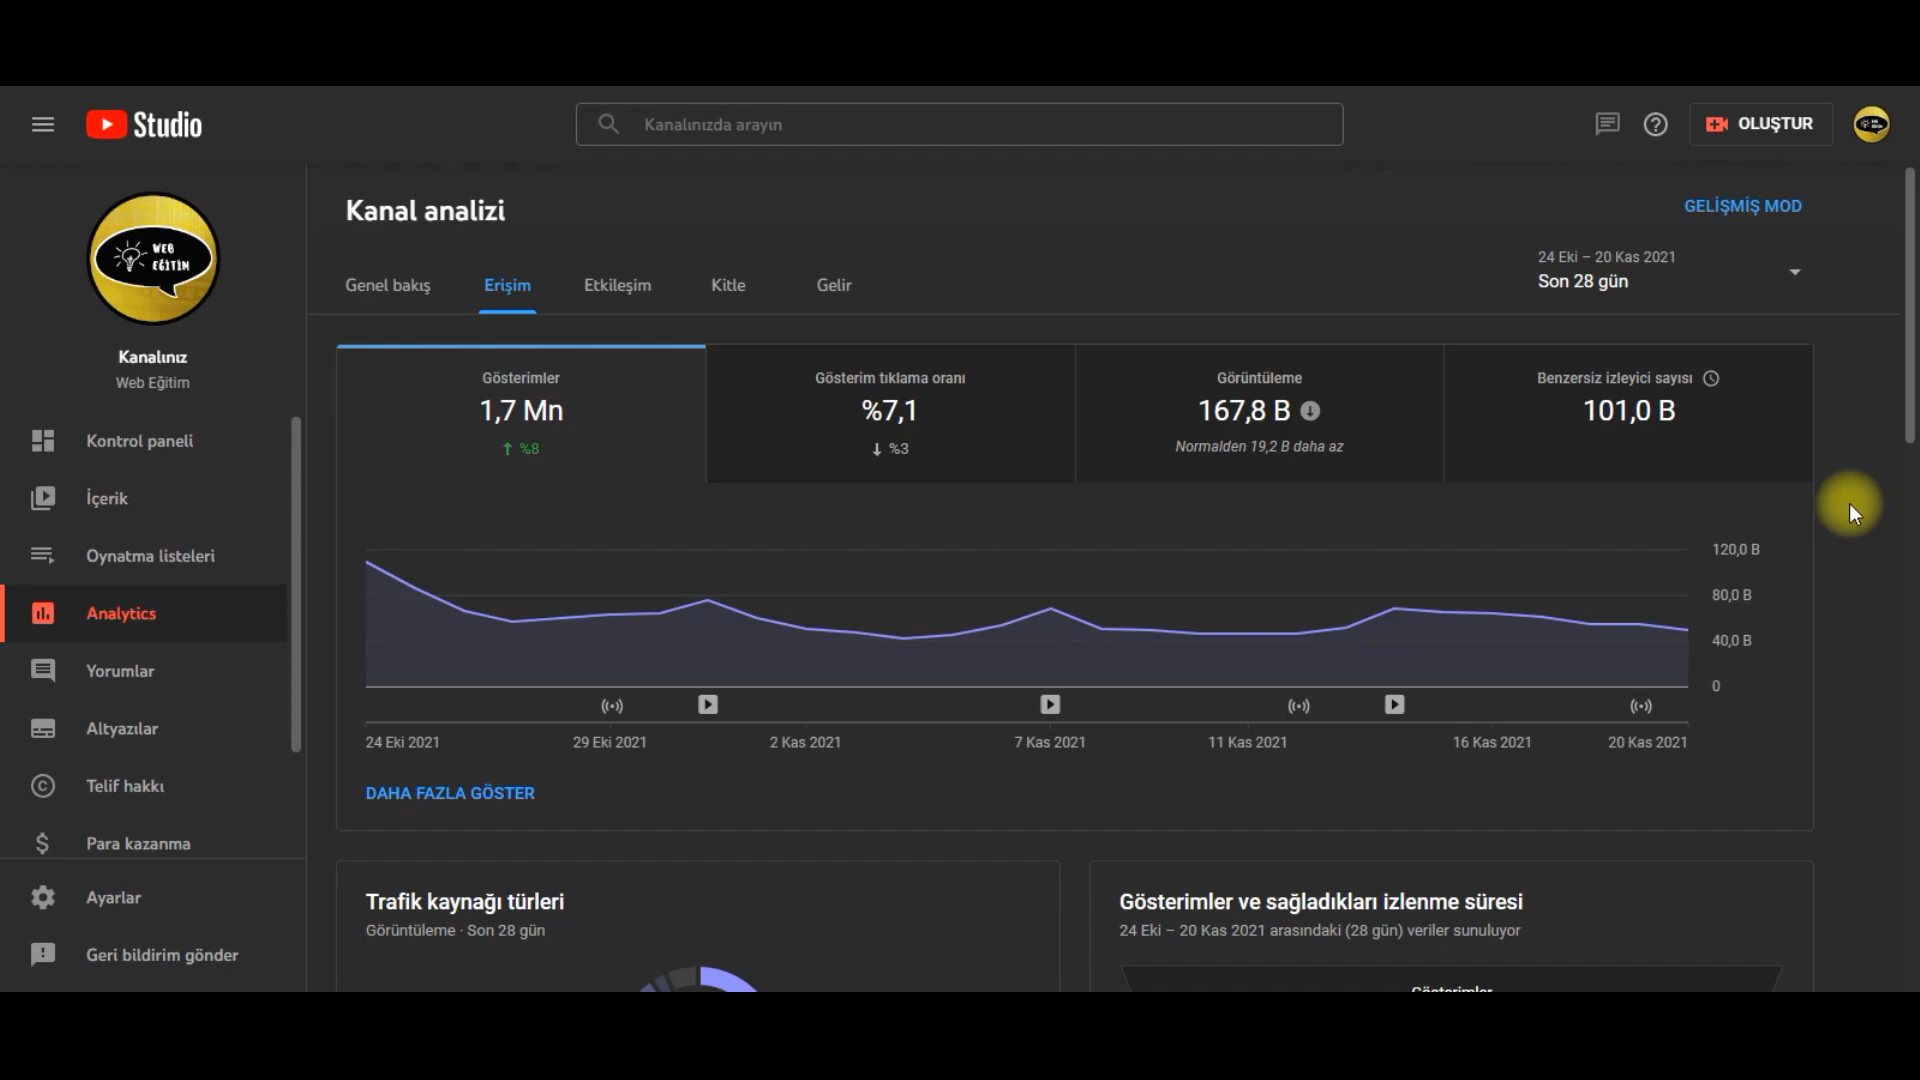 Studio
Kanalınızda arayın
OLUŞTUR
WEB
EĞİTİM
Kanalınız
Web Eğitim
Kontrol paneli
İçerik
Oynatma listeleri
Analytics
Yorumlar
Altyazılar
Telif hakkı
Para kazanma
Ayarlar
Geri bildirim gönder
Kanal analizi
GELİŞMİŞ MOD
Genel bakış Erişim Etkileşim Kitle Gelir
24 Eki – 20 Kas 2021
Son 28 gün
Gösterimler
1,7 Mn
%8
Gösterim tıklama oranı
%7,1
%3
Görüntüleme
167,8 B
Normalden 19,2 B daha az
Benzersiz izleyici sayısı
101,0 B
120,0 B
80,0 B
40,0 B
0
24 Eki 2021 29 Eki 2021 2 Kas 2021 7 Kas 2021 11 Kas 2021 16 Kas 2021 20 Kas 2021
DAHA FAZLA GÖSTER
Trafik kaynağı türleri
Görüntüleme · Son 28 gün
Gösterimler ve sağladıkları izlenme süresi
24 Eki – 20 Kas 2021 arasındaki (28 gün) veriler sunuluyor
Gösterimler